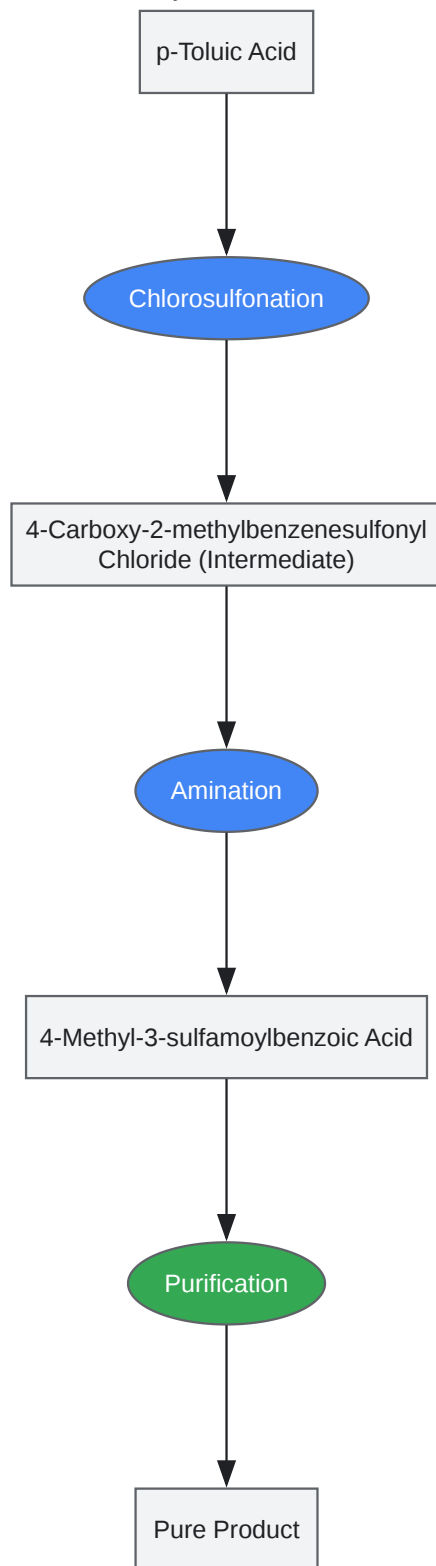 p-Toluic Acid
Chlorosulfonation
4-Carboxy-2-methylbenzenesulfonyl
Chloride (Intermediate)
Amination
4-Methyl-3-sulfamoylbenzoic Acid
Purification
Pure Product